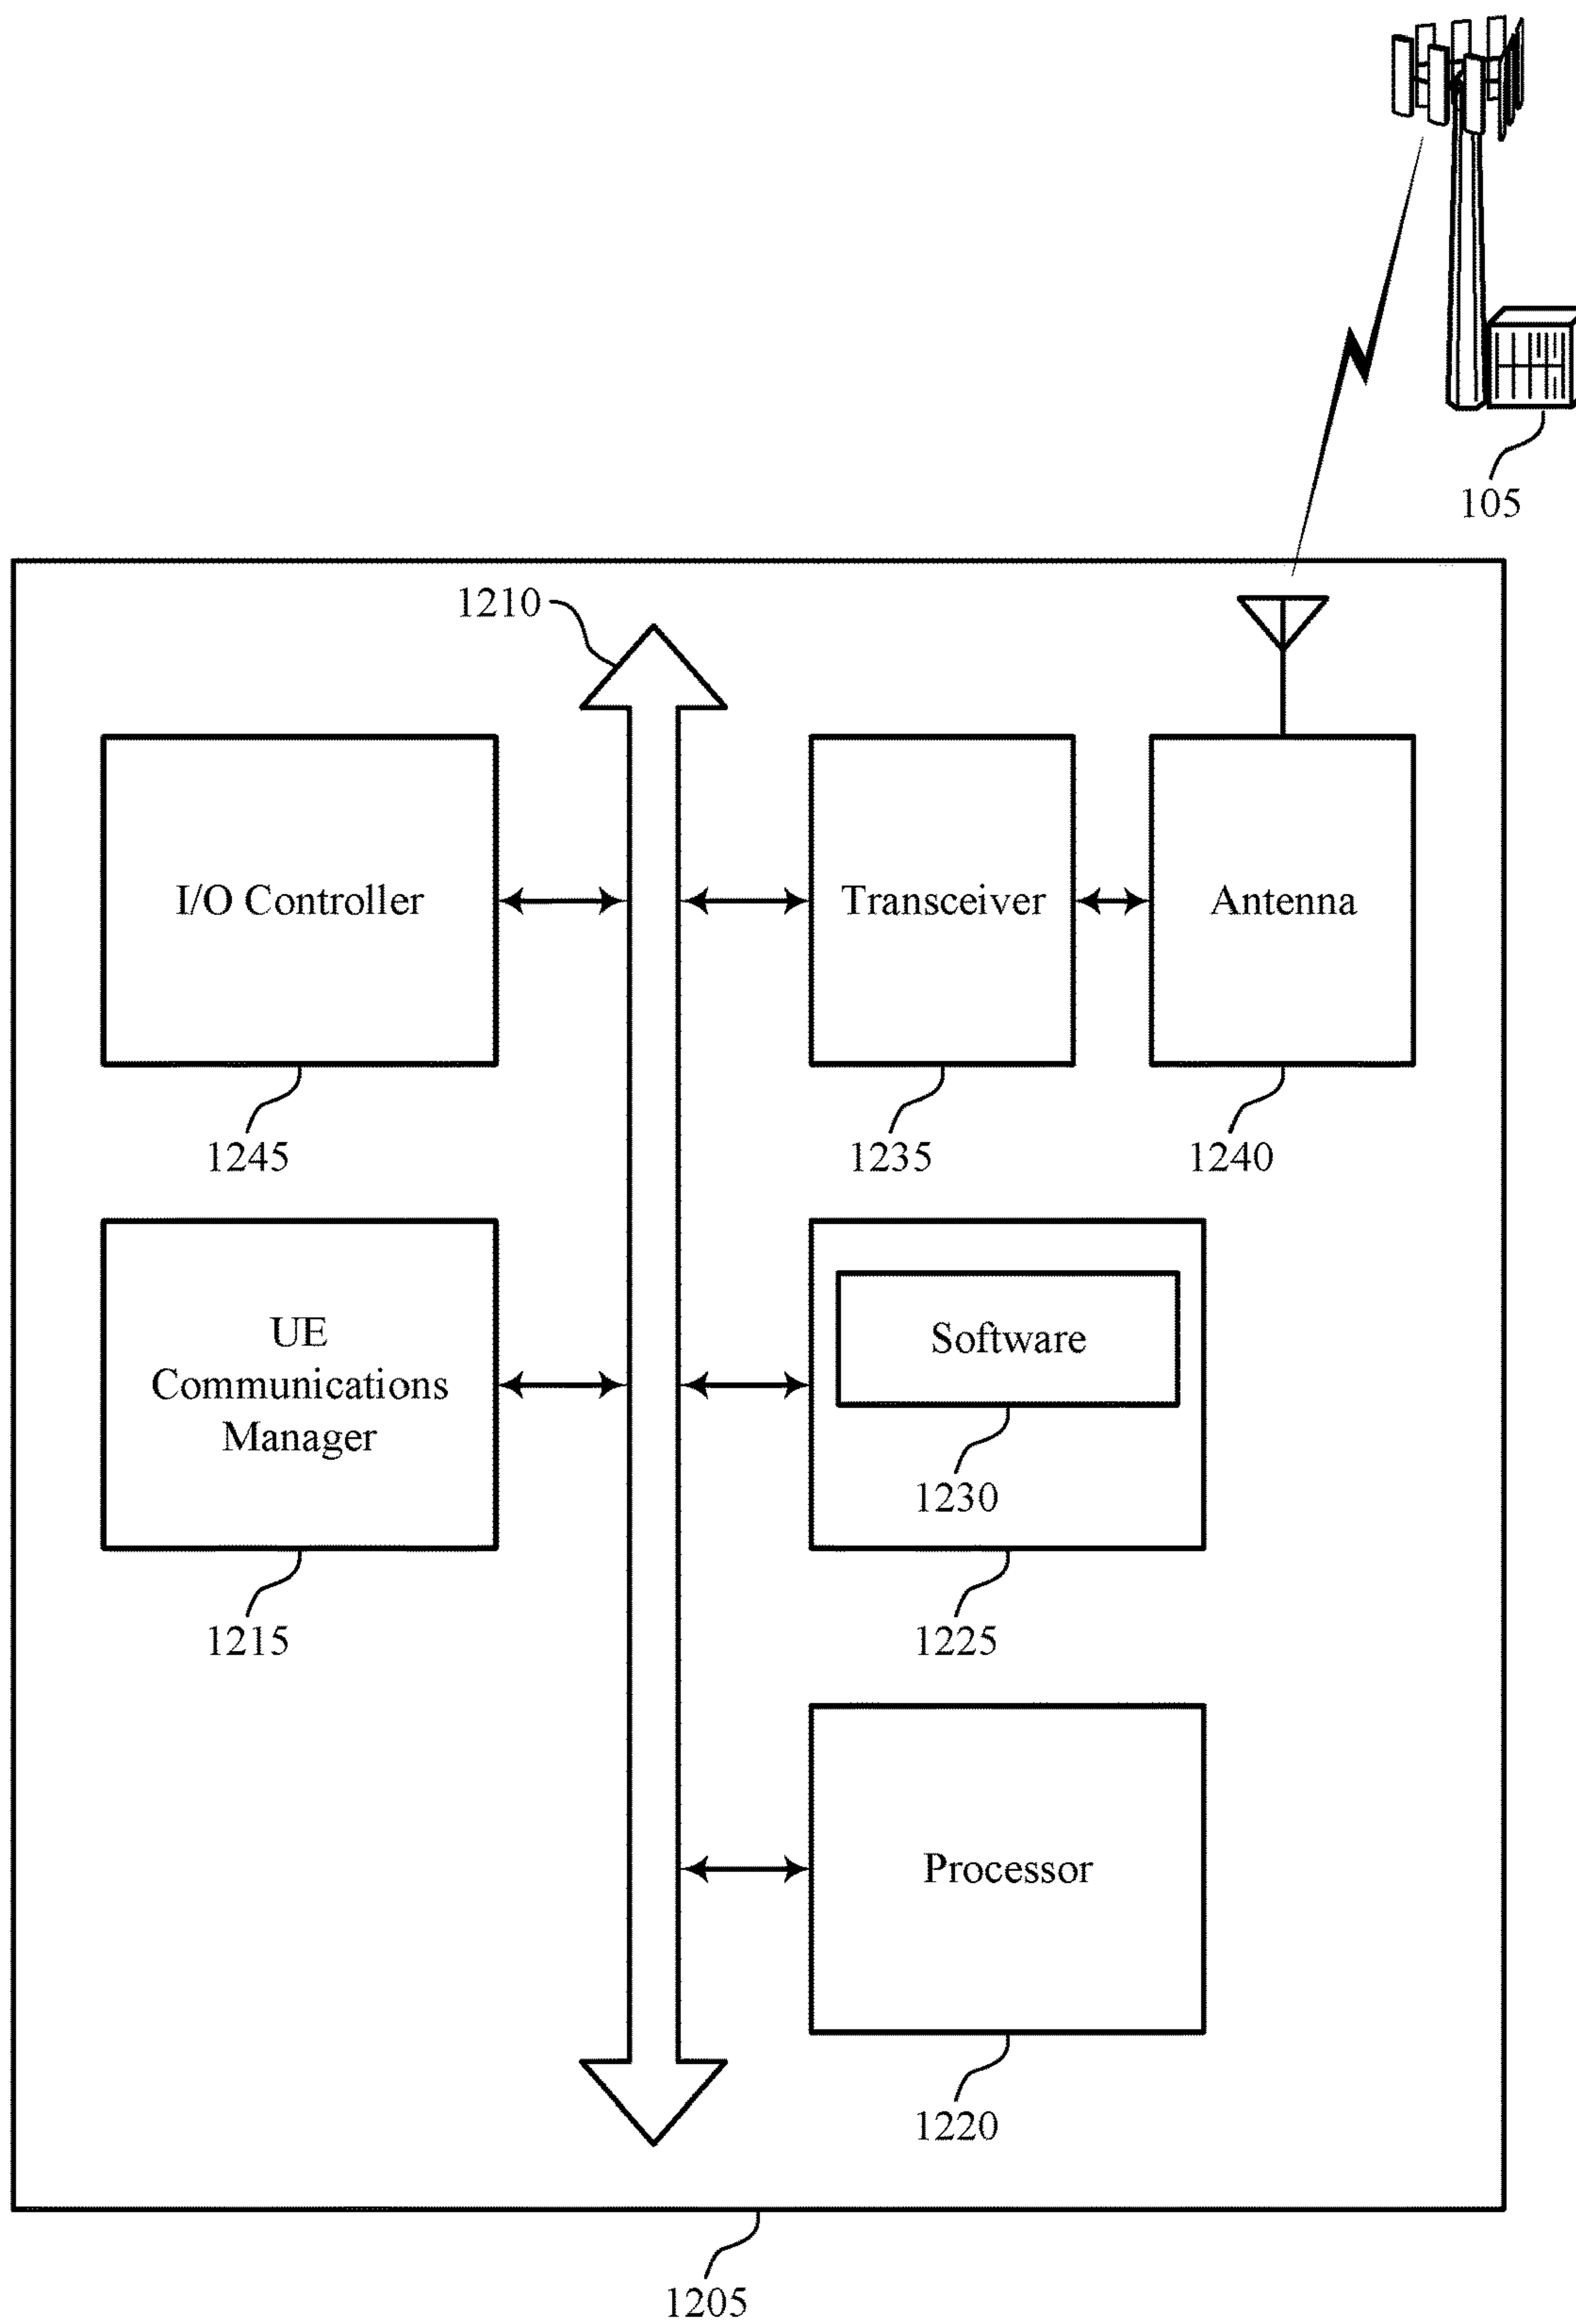 105
1210
I/O Controller
Transceiver
Antenna
1245
1235
1240
UE
Communications
Manager
Software
1230
1215
1225
Processor
1220
1205